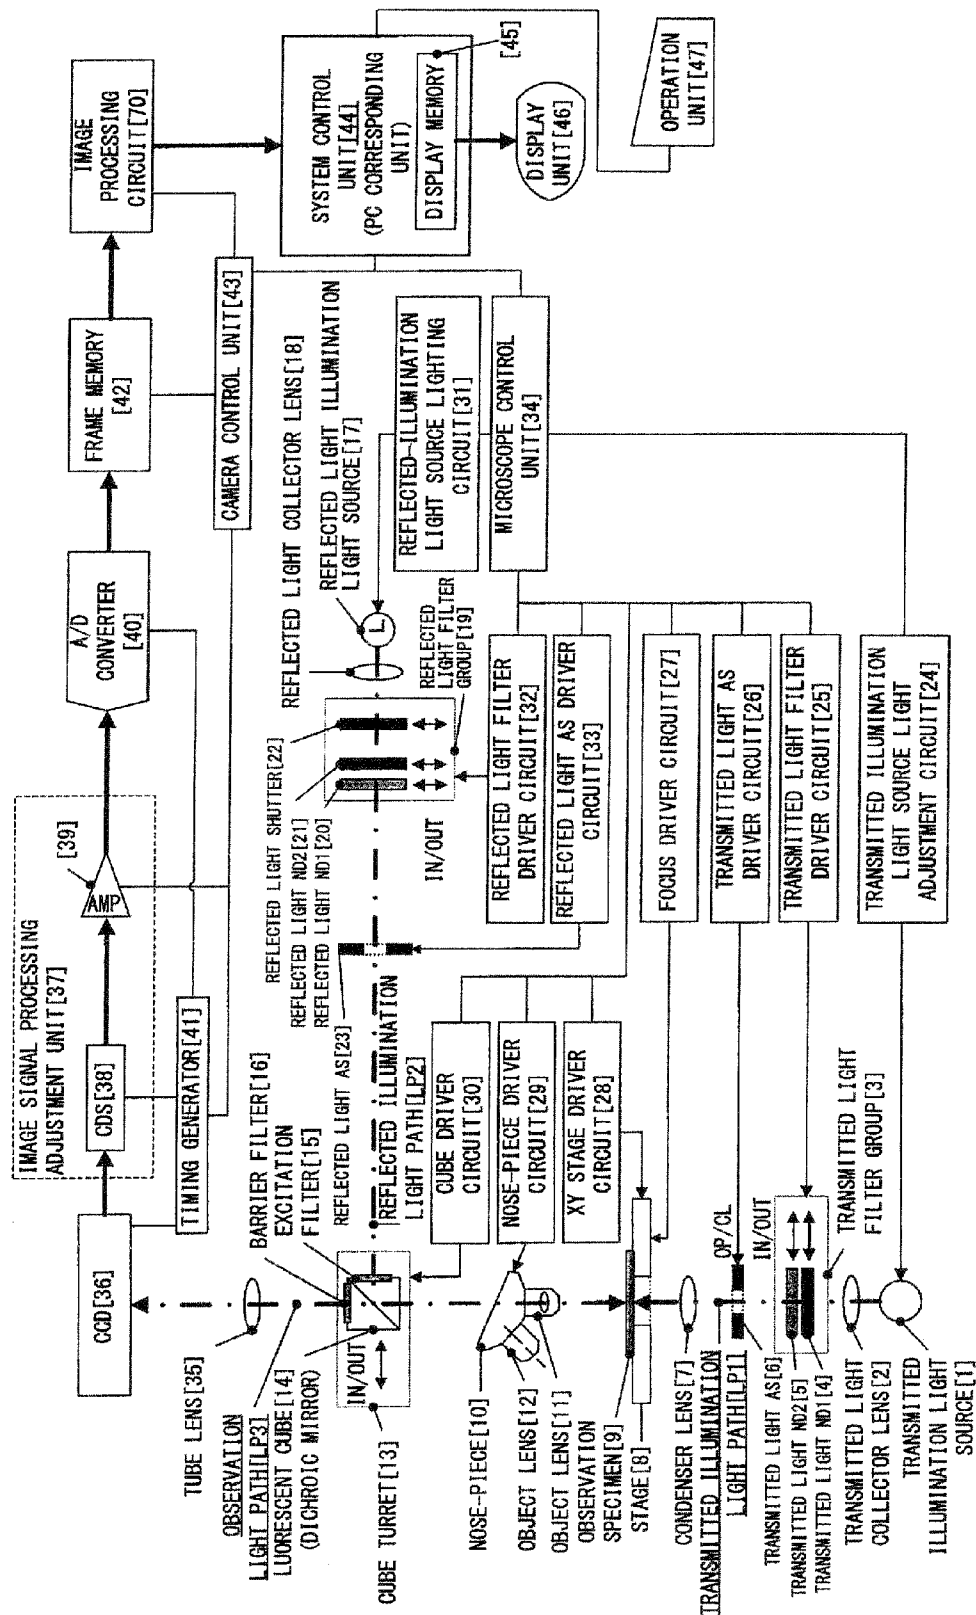 IMAGE SIGNAL PROCESSING
ADJUSTMENT UNIT[37]
CCD[36]
CDS[38]
AMP
[39]
A/D
CONVERTER
[40]
FRAME MEMORY
[42]
IMAGE
PROCESSING
CIRCUIT[70]
TIMING GENERATOR[41]
CAMERA CONTROL UNIT[43]
SYSTEM CONTROL
UNIT[44]
(PC CORRESPONDING
UNIT)
DISPLAY MEMORY
[45]
DISPLAY
UNIT[46]
OPERATION
UNIT[47]
TUBE LENS[35]
OBSERVATION
LIGHT PATH[LP3]
LUORESCENT CUBE[14]
(DICHROIC MIRROR)
CUBE TURRET[13]
IN/OUT
BARRIER FILTER[16]
EXCITATION
FILTER[15]
REFLECTED LIGHT AS[23]
REFLECTED ILLUMINATION
LIGHT PATH[LP2]
REFLECTED LIGHT SHUTTER[22]
REFLECTED LIGHT ND2[21]
REFLECTED LIGHT ND1[20]
IN/OUT
REFLECTED
LIGHT FILTER
GROUP[19]
REFLECTED LIGHT COLLECTOR LENS[18]
REFLECTED LIGHT ILLUMINATION
LIGHT SOURCE[17]
L
REFLECTED-ILLUMINATION
LIGHT SOURCE LIGHTING
CIRCUIT[31]
MICROSCOPE CONTROL
UNIT[34]
CUBE DRIVER
CIRCUIT[30]
NOSE-PIECE DRIVER
CIRCUIT[29]
XY STAGE DRIVER
CIRCUIT[28]
REFLECTED LIGHT FILTER
DRIVER CIRCUIT[32]
REFLECTED LIGHT AS DRIVER
CIRCUIT[33]
FOCUS DRIVER CIRCUIT[27]
TRANSMITTED LIGHT AS
DRIVER CIRCUIT[26]
TRANSMITTED LIGHT FILTER
DRIVER CIRCUIT[25]
TRANSMITTED ILLUMINATION
LIGHT SOURCE LIGHT
ADJUSTMENT CIRCUIT[24]
NOSE-PIECE[10]
OBJECT LENS[12]
OBJECT LENS[11]
OBSERVATION
SPECIMEN[9]
STAGE[8]
CONDENSER LENS[7]
TRANSMITTED ILLUMINATION
LIGHT PATH[LP1]
OP/CL
IN/OUT
TRANSMITTED LIGHT AS[6]
TRANSMITTED LIGHT ND2[5]
TRANSMITTED LIGHT ND1[4]
TRANSMITTED LIGHT
FILTER GROUP[3]
TRANSMITTED LIGHT
COLLECTOR LENS[2]
TRANSMITTED
ILLUMINATION LIGHT
SOURCE[1]